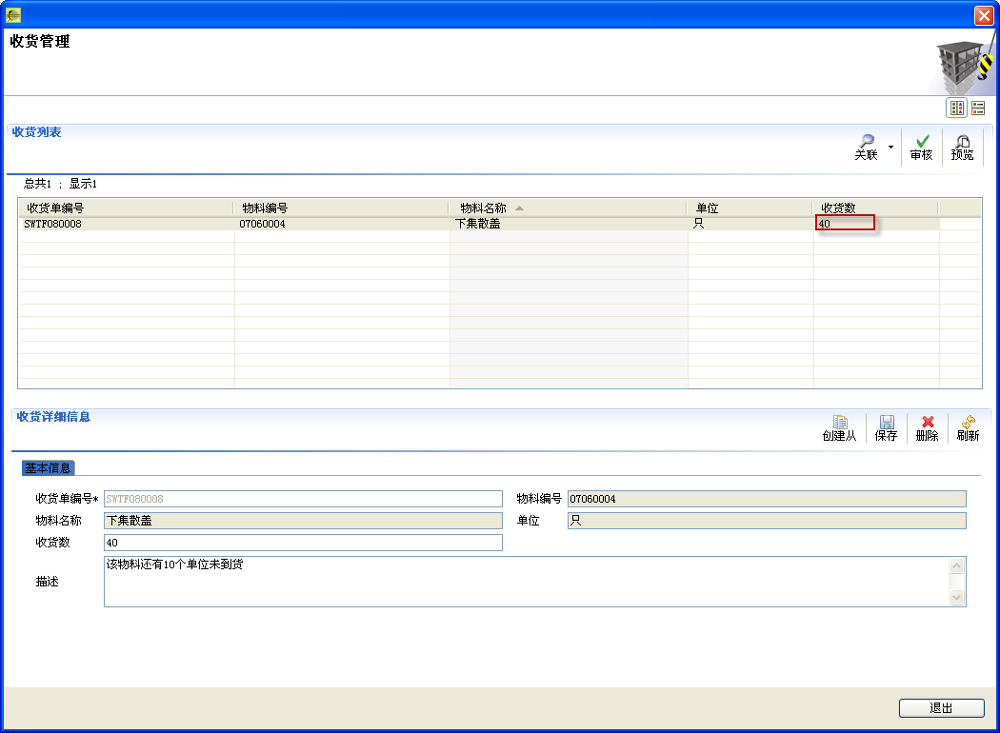 收货管理
收货列表
关联 审核 预览
总共1 ；显示1
收货单编号 物料编号 物料名称 单位 收货数
SWTF080008 07060004 下集散盖 只 40
收货详细信息
创建从 保存 删除 刷新
基本信息
收货单编号* SWTF080008 物料编号 07060004
物料名称 下集散盖 单位 只
收货数 40
描述 该物料还有10个单位未到货
退出